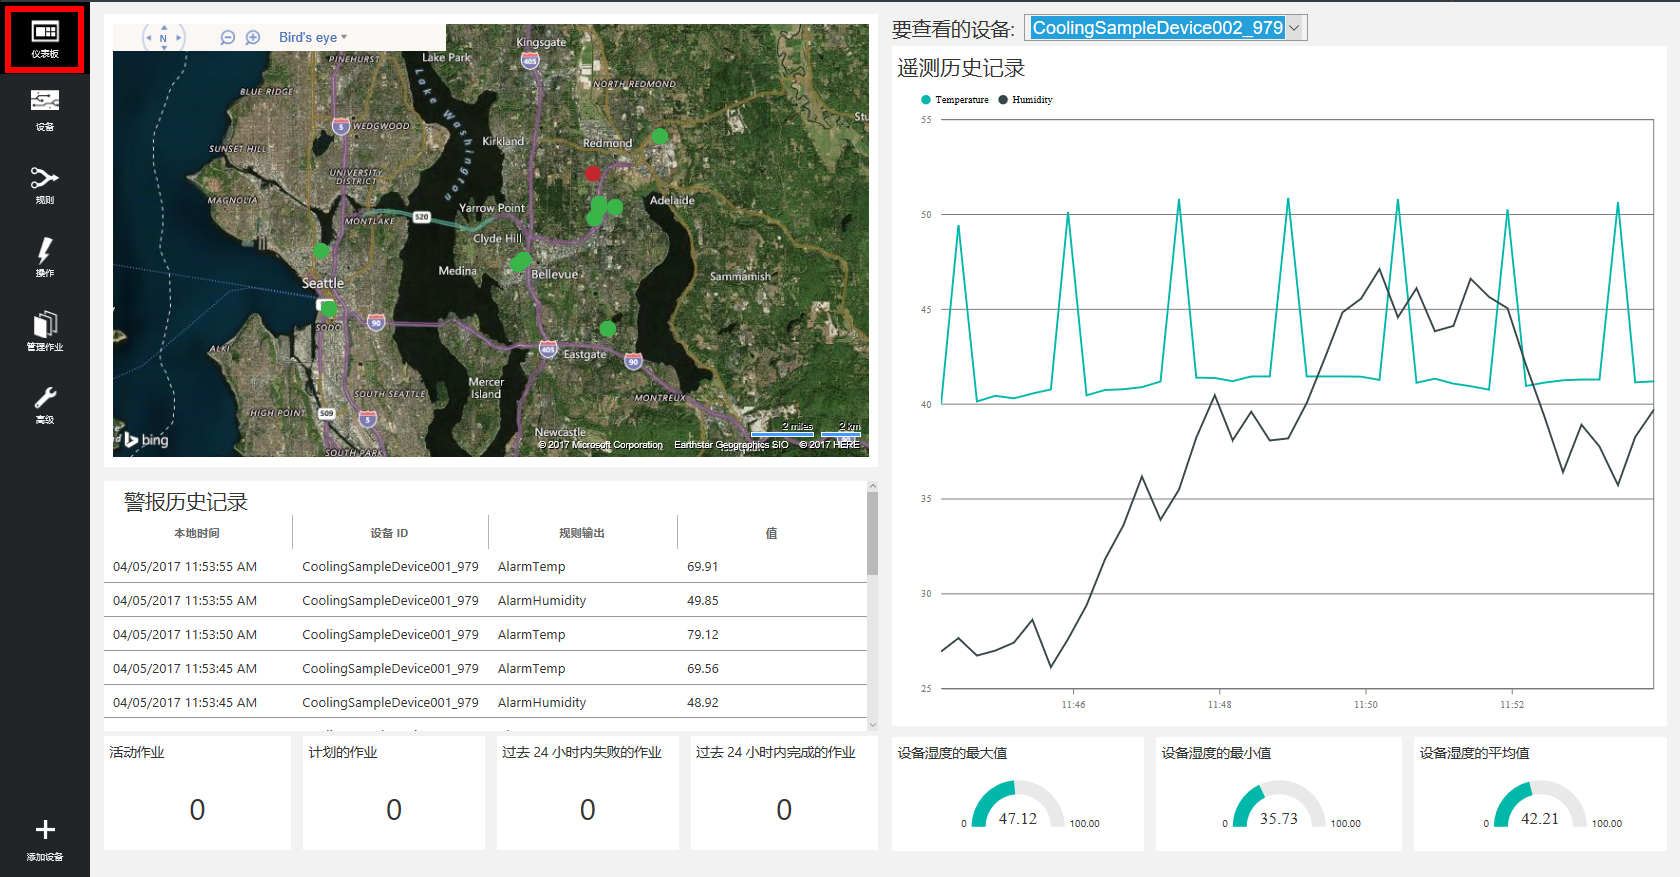 仪表板
设备
规则
操作
管理作业
高级
添加设备
N
Bird's eye
Kingsgate
405
PINEHURST
Lake Park
BLUE RIDGE
NORTH REDMOND
Lake Washington
5
WEDGWOOD
Kirkland
Redmond
SUNSET HILL
UNIVERSITY
DISTRICT
MAGNOLIA
Yarrow Point
Adelaide
MONTLAKE
520
Clyde Hill
Medina
Bellevue
Sammamish
Seattle
SODO
90
ALKI
405
Eastgate
90
Mercer
Island
SOUTH SEATTLE
MONTREUX
HIGH POINT
509
5
Newcastle
2 miles
2 km
bing
© 2017 Microsoft Corporation
Earthstar Geographics SIO
© 2017 HERE
SOUTH PARK
警报历史记录
本地时间 设备 ID 规则输出 值
04/05/2017 11:53:55 AM CoolingSampleDevice001_979 AlarmTemp 69.91
04/05/2017 11:53:55 AM CoolingSampleDevice001_979 AlarmHumidity 49.85
04/05/2017 11:53:50 AM CoolingSampleDevice001_979 AlarmTemp 79.12
04/05/2017 11:53:45 AM CoolingSampleDevice001_979 AlarmTemp 69.56
04/05/2017 11:53:45 AM CoolingSampleDevice001_979 AlarmHumidity 48.92
活动作业
0
计划的作业
0
过去 24 小时内失败的作业
0
过去 24 小时内完成的作业
0
要查看的设备: CoolingSampleDevice002_979
遥测历史记录
Temperature Humidity
55
50
45
40
35
30
25
11:46 11:48 11:50 11:52
设备湿度的最大值
0 47.12 100.00
设备湿度的最小值
0 35.73 100.00
设备湿度的平均值
0 42.21 100.00